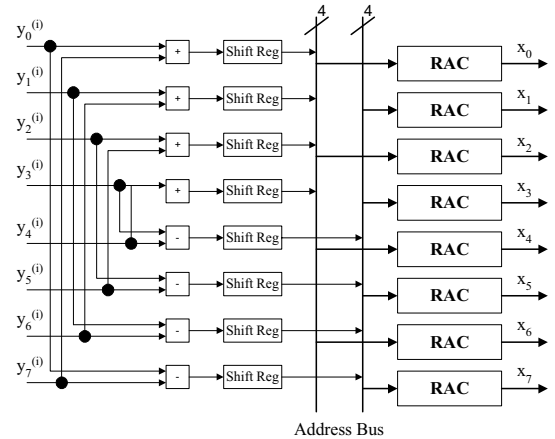 4 4
y₀⁽ⁱ⁾ + Shift Reg RAC x₀
y₁⁽ⁱ⁾ + Shift Reg RAC x₁
y₂⁽ⁱ⁾ + Shift Reg RAC x₂
y₃⁽ⁱ⁾ + Shift Reg RAC x₃
y₄⁽ⁱ⁾ - Shift Reg RAC x₄
y₅⁽ⁱ⁾ - Shift Reg RAC x₅
y₆⁽ⁱ⁾ - Shift Reg RAC x₆
y₇⁽ⁱ⁾ - Shift Reg RAC x₇
Address Bus